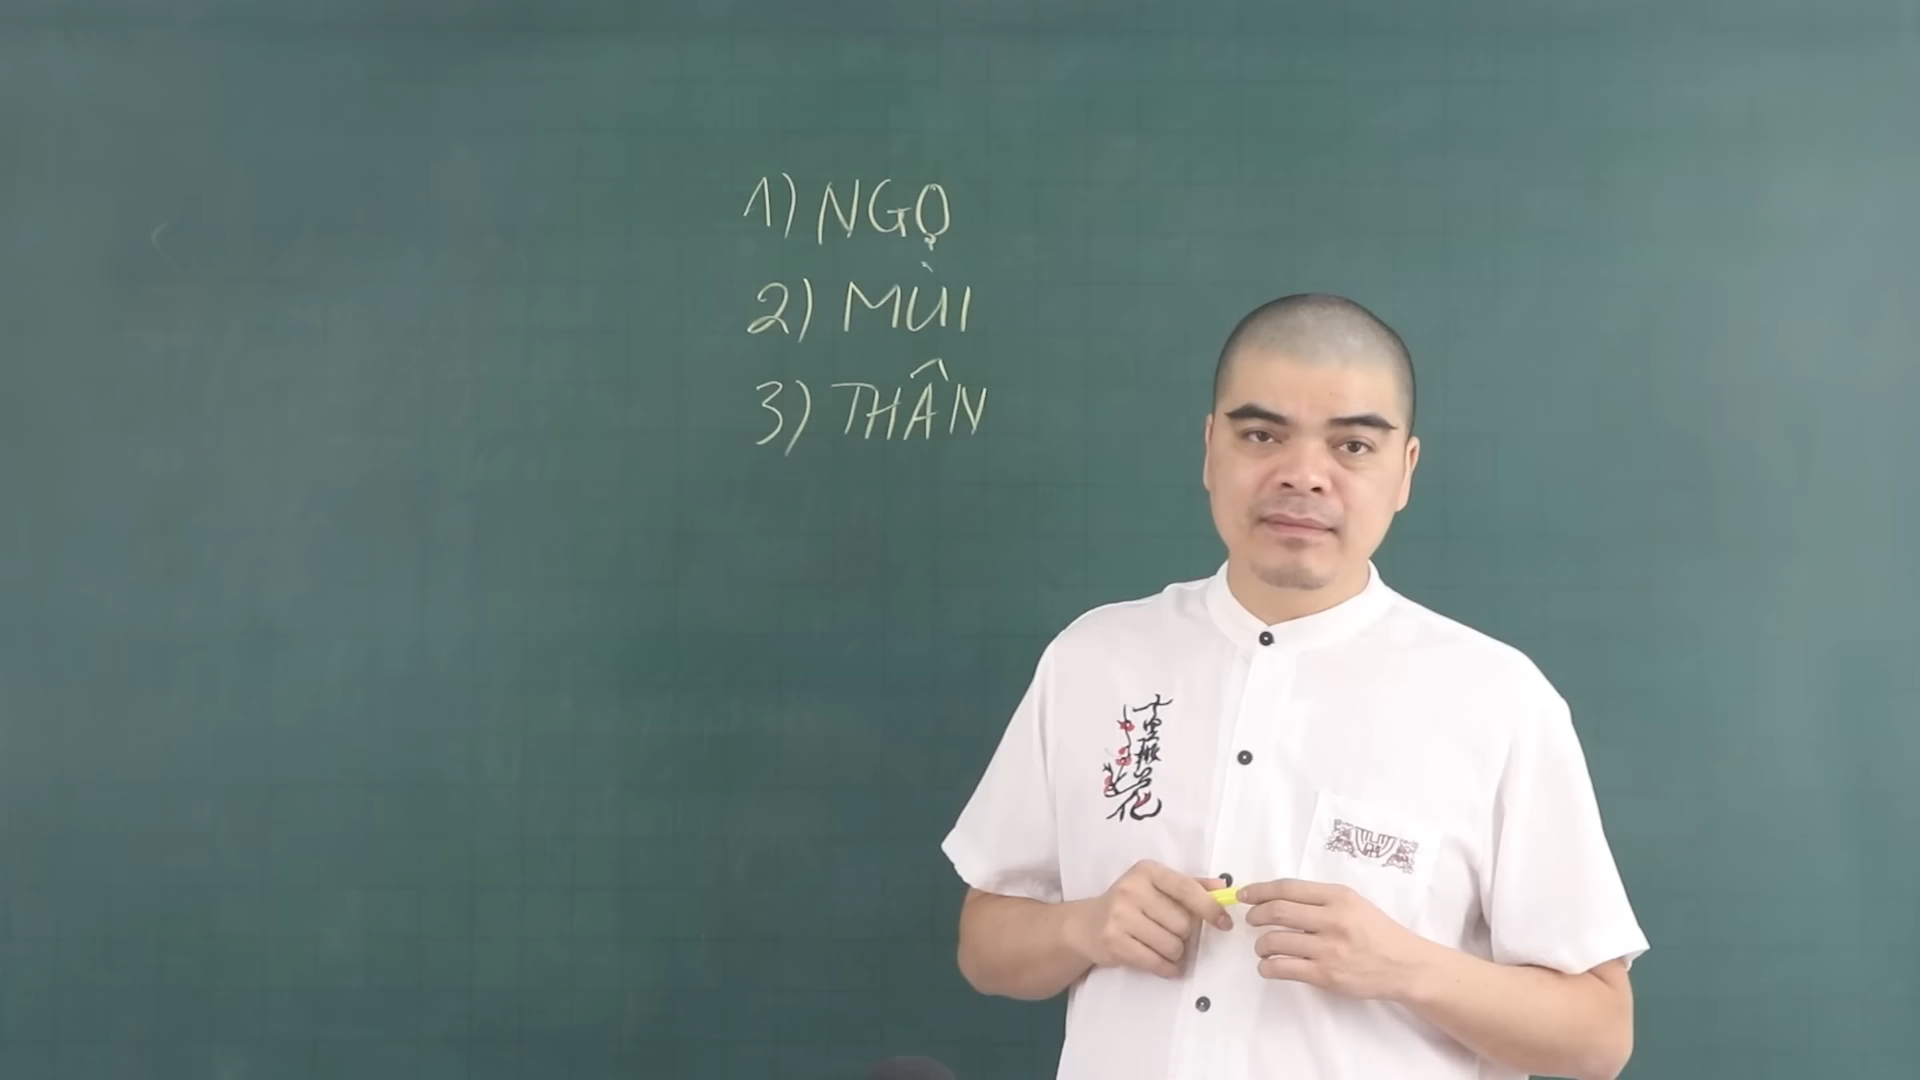 1) NGỌ
2) MÙI
3) THÂN